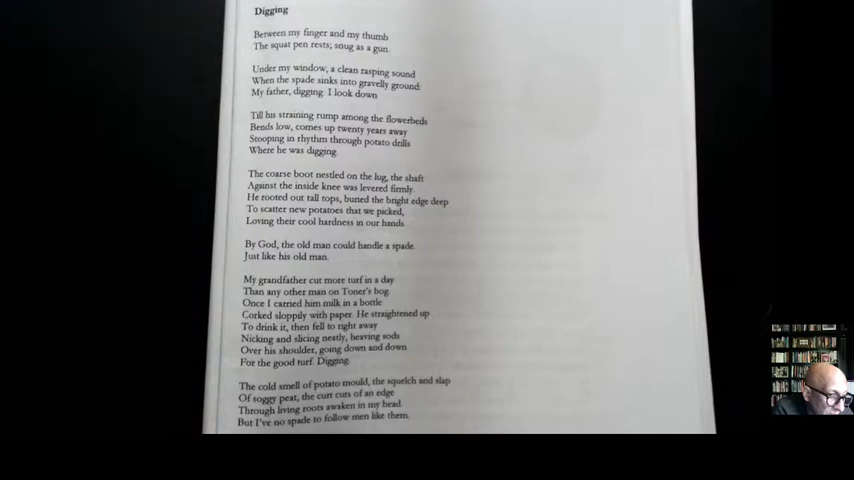 Digging
Between my finger and my thumb
The squat pen rests; snug as a gun.
Under my window, a clean rasping sound
When the spade sinks into gravelly ground:
My father, digging. I look down
Till his straining rump among the flowerbeds
Bends low, comes up twenty years away
Stooping in rhythm through potato drills
Where he was digging.
The coarse boot nestled on the lug, the shaft
Against the inside knee was levered firmly.
He rooted out tall tops, buried the bright edge deep
To scatter new potatoes that we picked,
Loving their cool hardness in our hands.
By God, the old man could handle a spade.
Just like his old man.
My grandfather cut more turf in a day
Than any other man on Toner's bog.
Once I carried him milk in a bottle
Corked sloppily with paper. He straightened up
To drink it, then fell to right away
Nicking and slicing neatly, heaving sods
Over his shoulder, going down and down
For the good turf. Digging.
The cold smell of potato mould, the squelch and slap
Of soggy peat, the curt cuts of an edge
Through living roots awaken in my head.
But I've no spade to follow men like them.